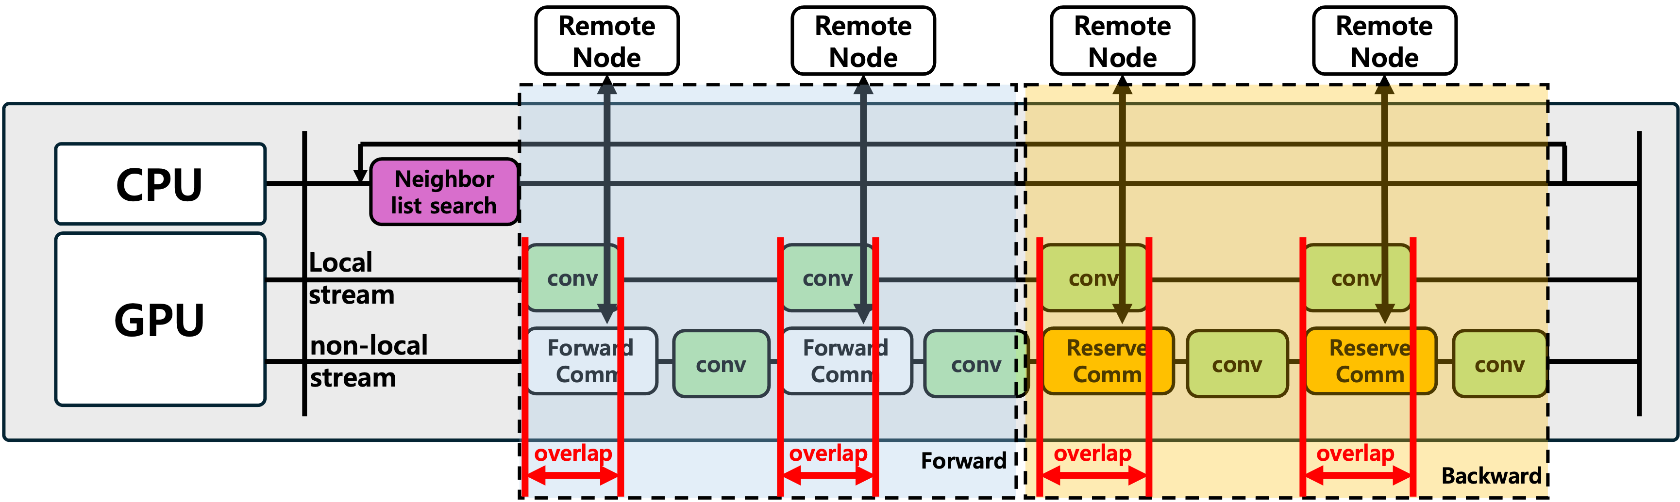 Remote
Node
Remote
Node
Remote
Node
Remote
Node
CPU
Neighbor
list search
GPU
Local
stream
conv
conv
conv
conv
non-local
stream
Forward
Comm
conv
Forward
Comm
conv
Reserve
Comm
conv
Reserve
Comm
conv
overlap
overlap
Forward
overlap
overlap
Backward